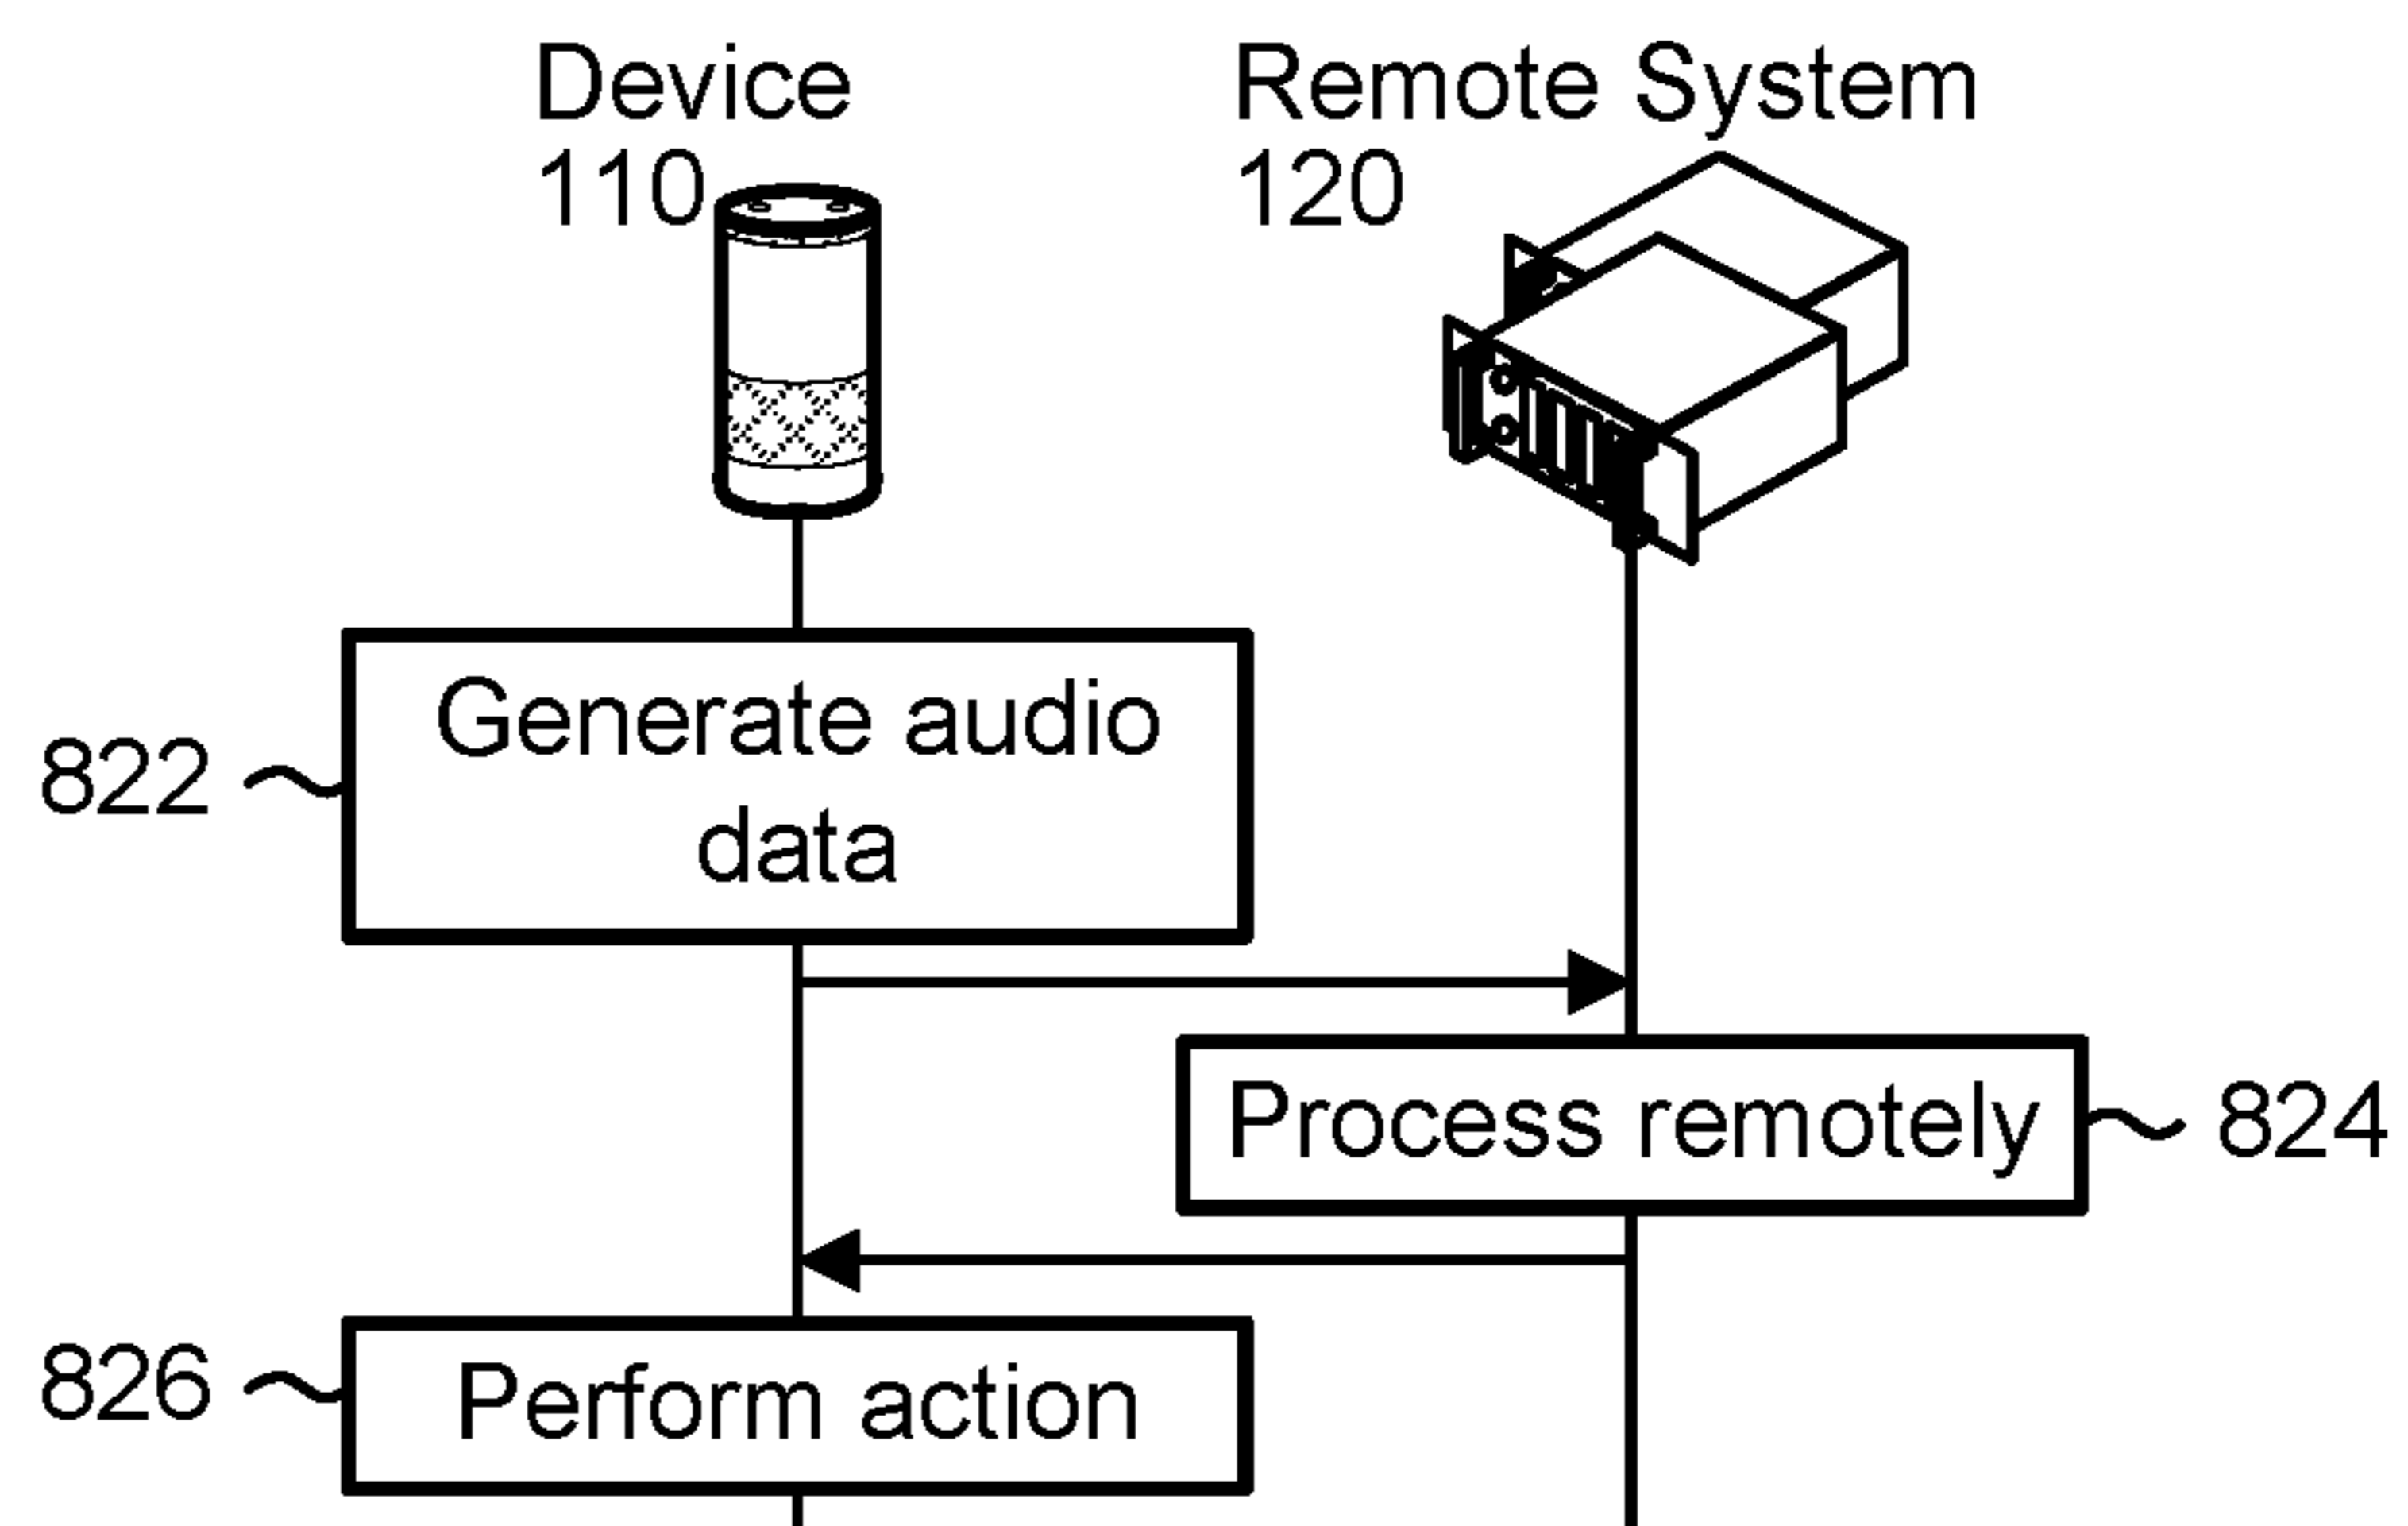 Device
110
Remote System
120
Generate audio
data
822
Process remotely
824
826
Perform action